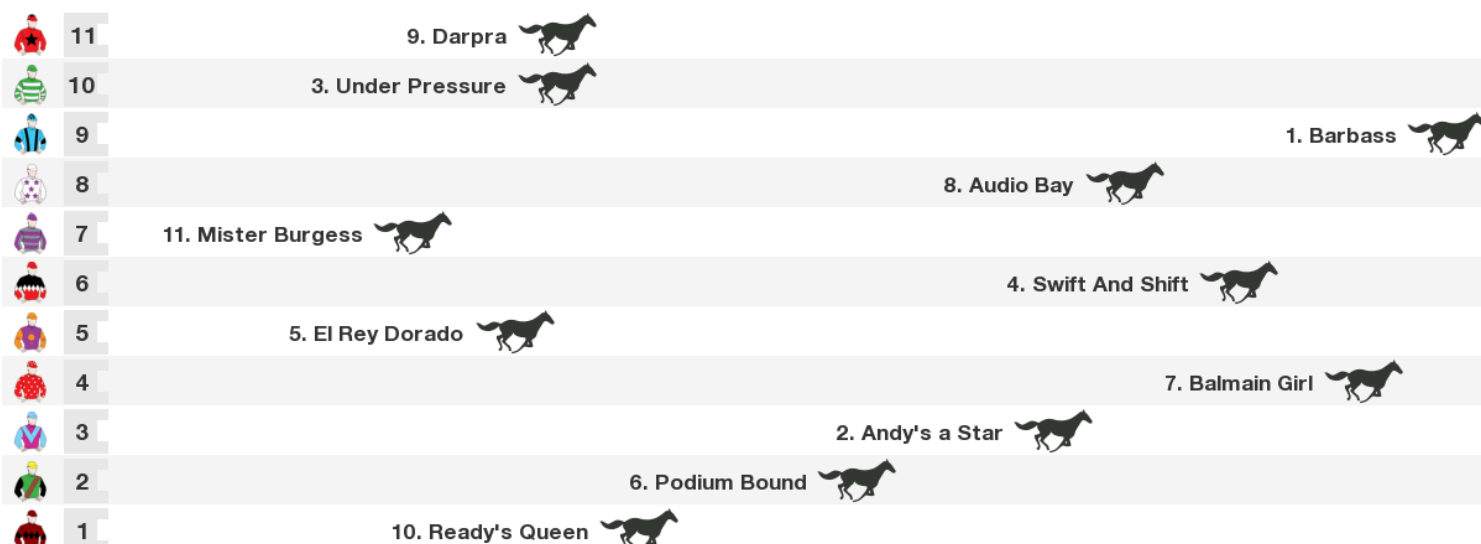 11 9. Darpra
10 3. Under Pressure
9 1. Barbass
8 8. Audio Bay
7 11. Mister Burgess
6 4. Swift And Shift
5 5. El Rey Dorado
4 7. Balmain Girl
3 2. Andy's a Star
2 6. Podium Bound
1 10. Ready's Queen